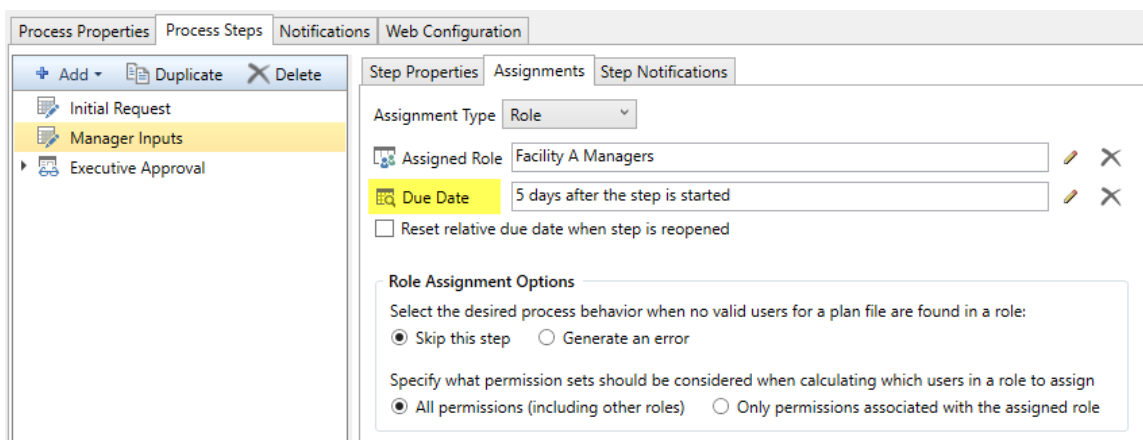 Process Properties Process Steps Notifications Web Configuration
Add Duplicate Delete
Initial Request
Manager Inputs
Executive Approval
Step Properties Assignments Step Notifications
Assignment Type Role
Assigned Role Facility A Managers
Due Date 5 days after the step is started
Reset relative due date when step is reopened
Role Assignment Options
Select the desired process behavior when no valid users for a plan file are found in a role:
Skip this step Generate an error
Specify what permission sets should be considered when calculating which users in a role to assign
All permissions (including other roles) Only permissions associated with the assigned role